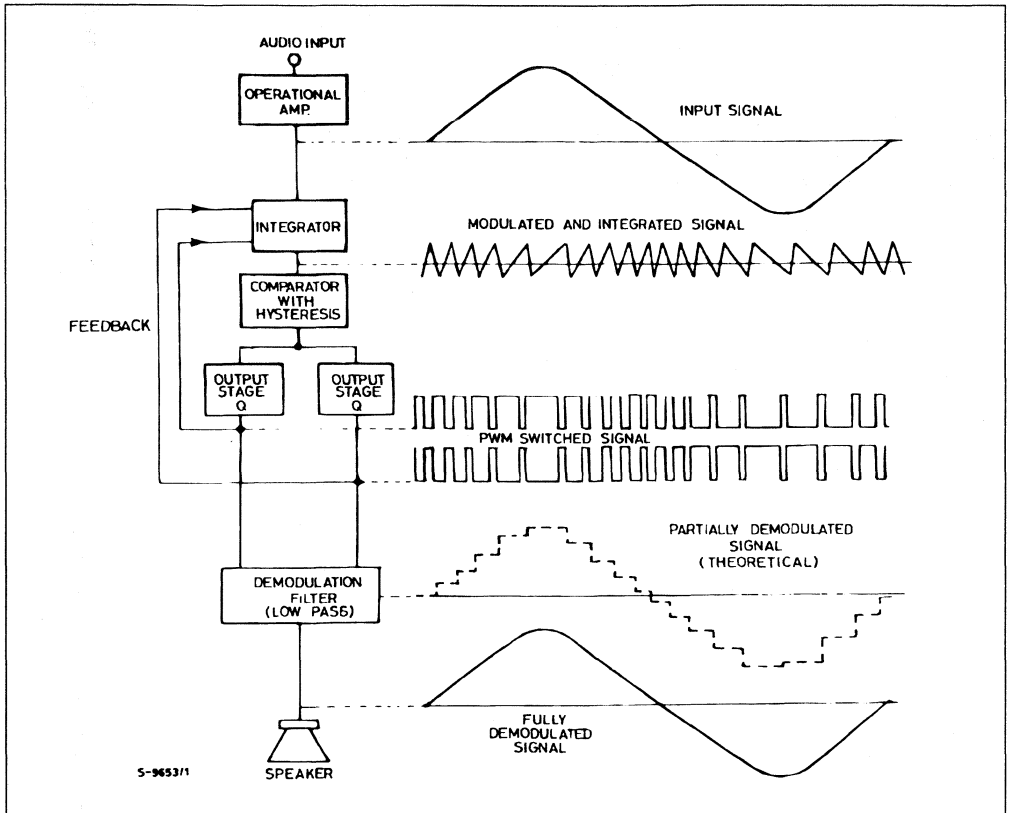 AUDIO INPUT
OPERATIONAL
AMP.
INPUT SIGNAL
INTEGRATOR
MODULATED AND INTEGRATED SIGNAL
COMPARATOR
WITH
HYSTERESIS
FEEDBACK
OUTPUT
STAGE
Q
OUTPUT
STAGE
Q
PWM SWITCHED SIGNAL
PARTIALLY DEMODULATED
SIGNAL
(THEORETICAL)
DEMODULATION
FILTER
(LOW PASS)
FULLY
DEMODULATED
SIGNAL
S-9653/1
SPEAKER